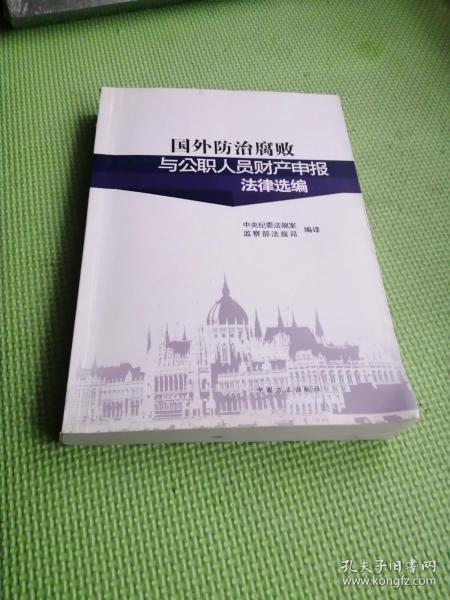 国外防治腐败
与公职人员财产申报
法律选编
中央纪委法规室
监察部法规司
编译
中国方正出版社
孔夫子旧书网
www.kongfz.com